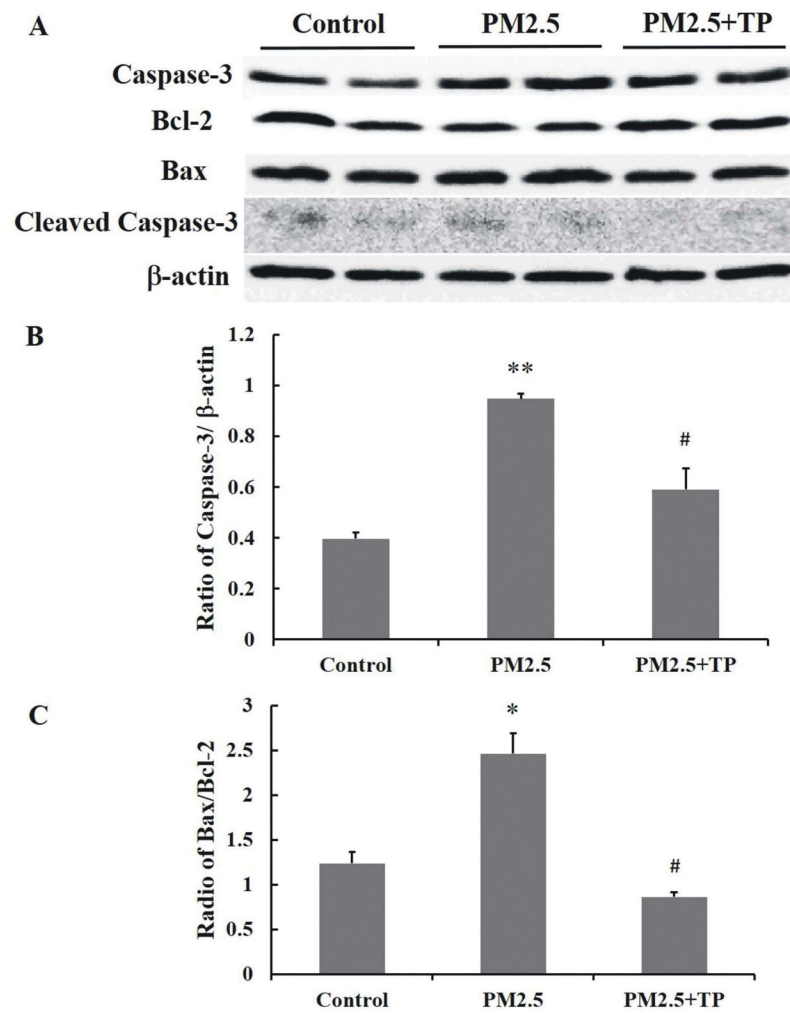 A
Control PM2.5 PM2.5+TP
Caspase-3
Bcl-2
Bax
Cleaved Caspase-3
β-actin
B
Ratio of Caspase-3/ β-actin
1.2
1
0.8
0.6
0.4
0.2
0
**
#
Control PM2.5 PM2.5+TP
C
Radio of Bax/Bcl-2
3
2.5
2
1.5
1
0.5
0
*
#
Control PM2.5 PM2.5+TP